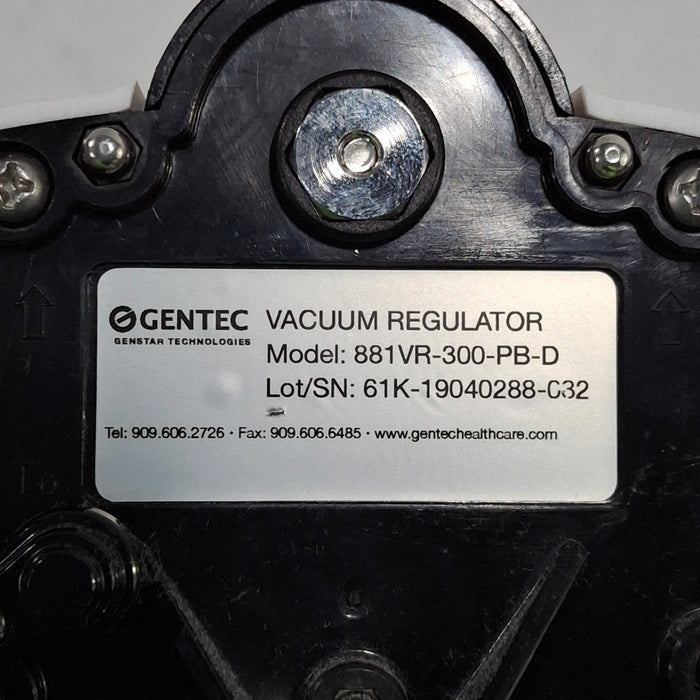 GENTEC
GENSTAR TECHNOLOGIES
VACUUM REGULATOR
Model: 881VR-300-PB-D
Lot/SN: 61K-19040288-032
Tel: 909.606.2726 · Fax: 909.606.6485 · www.gentechealthcare.com